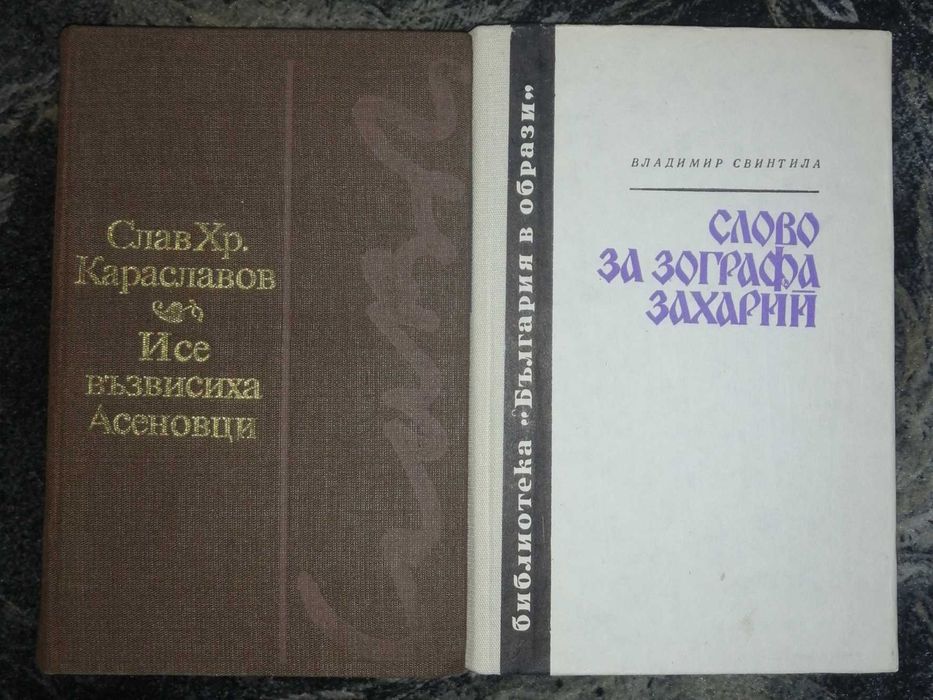 Слав Хр.
Караславов
И се
възвисиха
Асеновци
библиотека „България в образи“
ВЛАДИМИР СВИНТИЛА
СЛОВО
ЗА ЗОГРАФА
ЗАХАРИЙ